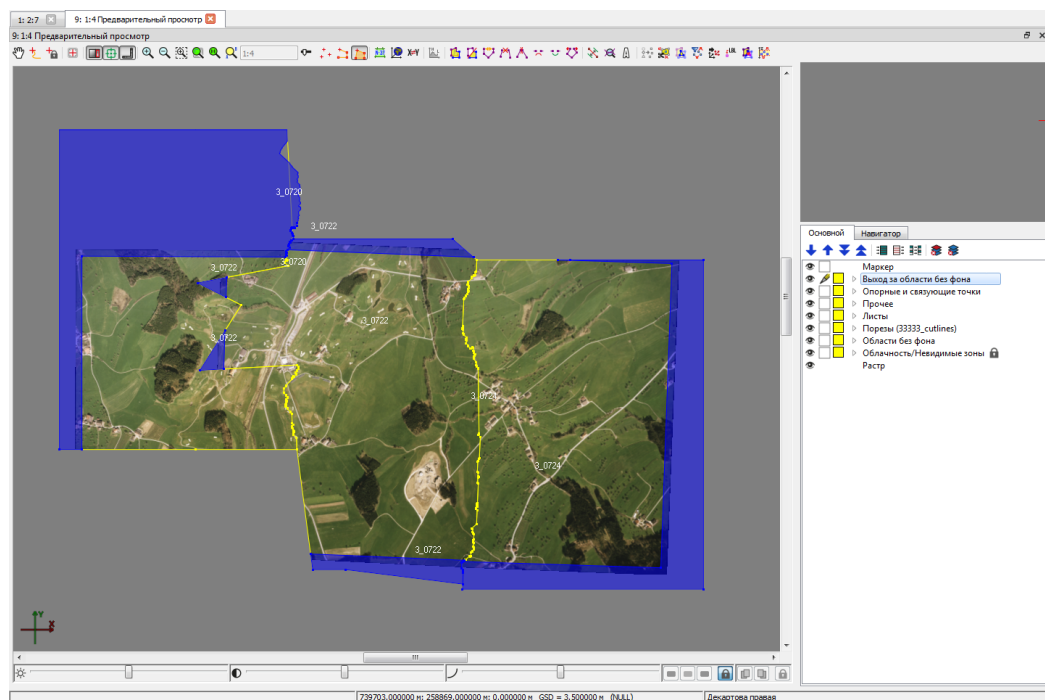 1: 2:7
9: 1:4 Предварительный просмотр
9: 1:4 Предварительный просмотр
1:4
X=Y
LBL
3_0720
3_0722
3_0720
3_0722
3_0722
3_0722
3_0724
3_0724
3_0722
Y
X
Основной
Навигатор
Маркер
Выход за области без фона
Опорные и связующие точки
Прочее
Листы
Порезы (33333_cutlines)
Области без фона
Облачность/Невидимые зоны
Растр
739703.000000 м; 258869.000000 м; 0.000000 м GSD = 3.500000 м (NULL)
Декартова правая